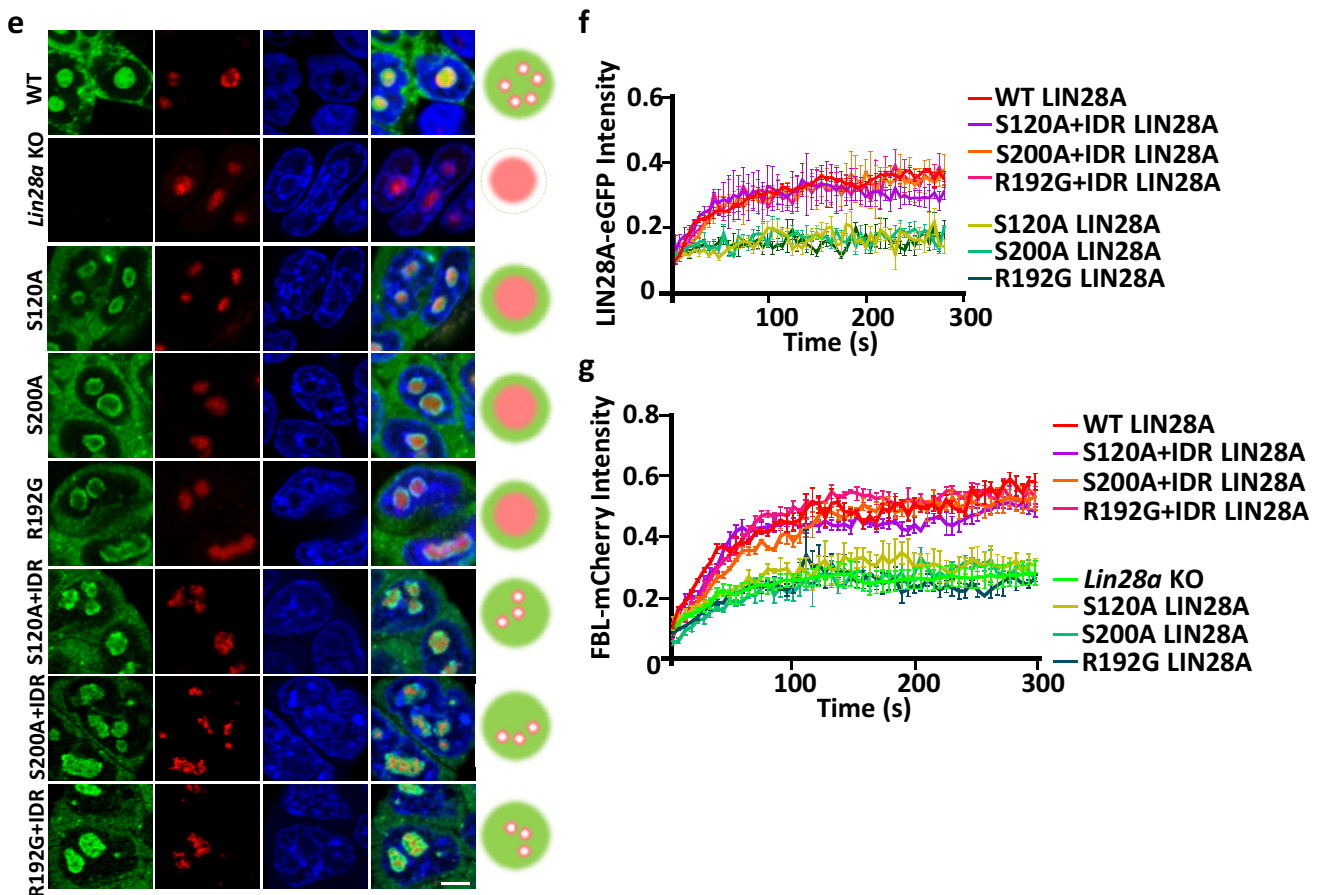 e
WT
Lin28a KO
S120A
S200A
R192G
S120A+IDR
S200A+IDR
R192G+IDR
f
LIN28A-eGFP Intensity
0.6
0.4
0.2
0
100
200
300
Time (s)
WT LIN28A
S120A+IDR LIN28A
S200A+IDR LIN28A
R192G+IDR LIN28A
S120A LIN28A
S200A LIN28A
R192G LIN28A
g
FBL-mCherry Intensity
0.8
0.6
0.4
0.2
0
100
200
300
Time (s)
WT LIN28A
S120A+IDR LIN28A
S200A+IDR LIN28A
R192G+IDR LIN28A
Lin28a KO
S120A LIN28A
S200A LIN28A
R192G LIN28A